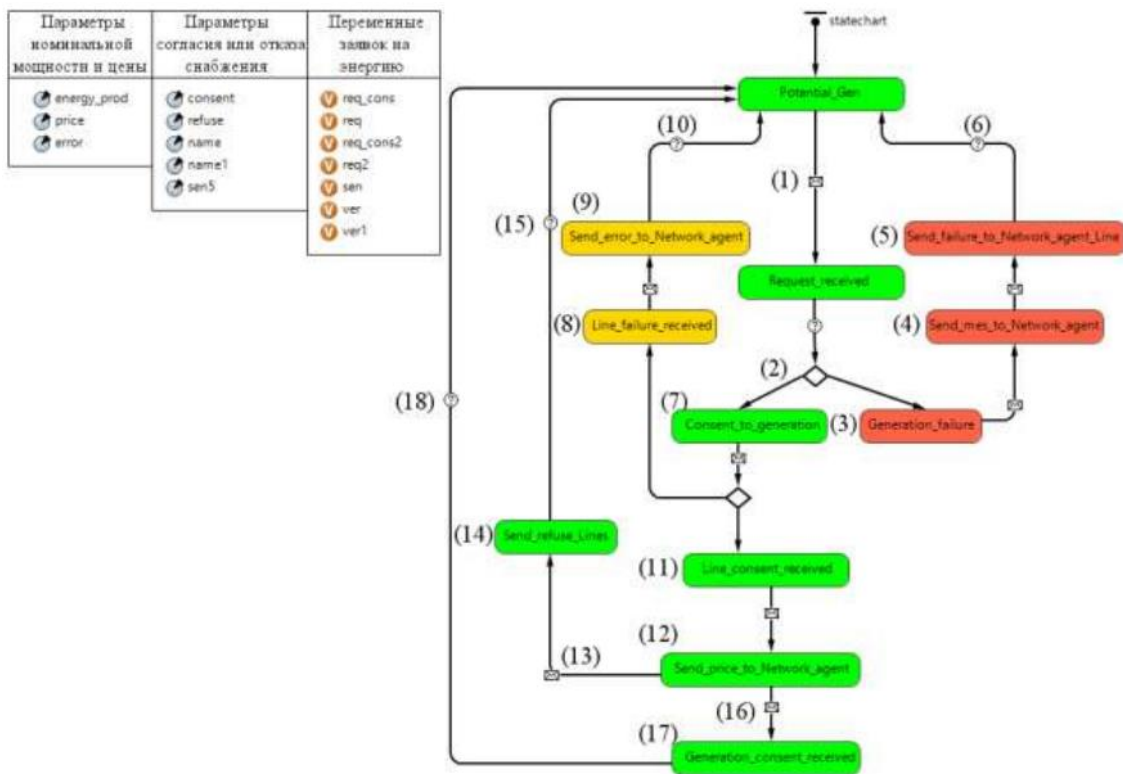 Параметры
номинальной
мощности и цены
energy_prod
price
error
Параметры
согласия или отказа
снабжения
consent
refuse
name
name1
sen5
Переменные
заявок на
энергию
req_cons
req
req_cons2
req2
sen
ver
ver1
statechart
Potential_Gen
(10)
(6)
(1)
(15)
(9)
Send_error_to_Network_agent
(5)
Send_failure_to_Network_agent_Line
Request_received
(8)
Line_failure_received
(4)
Send_mes_to_Network_agent
(2)
(18)
(7)
Consent_to_generation
(3)
Generation_failure
(14)
Send_refuse_Lines
(11)
Line_consent_received
(12)
(13)
Send_price_to_Network_agent
(16)
(17)
Generation_consent_received